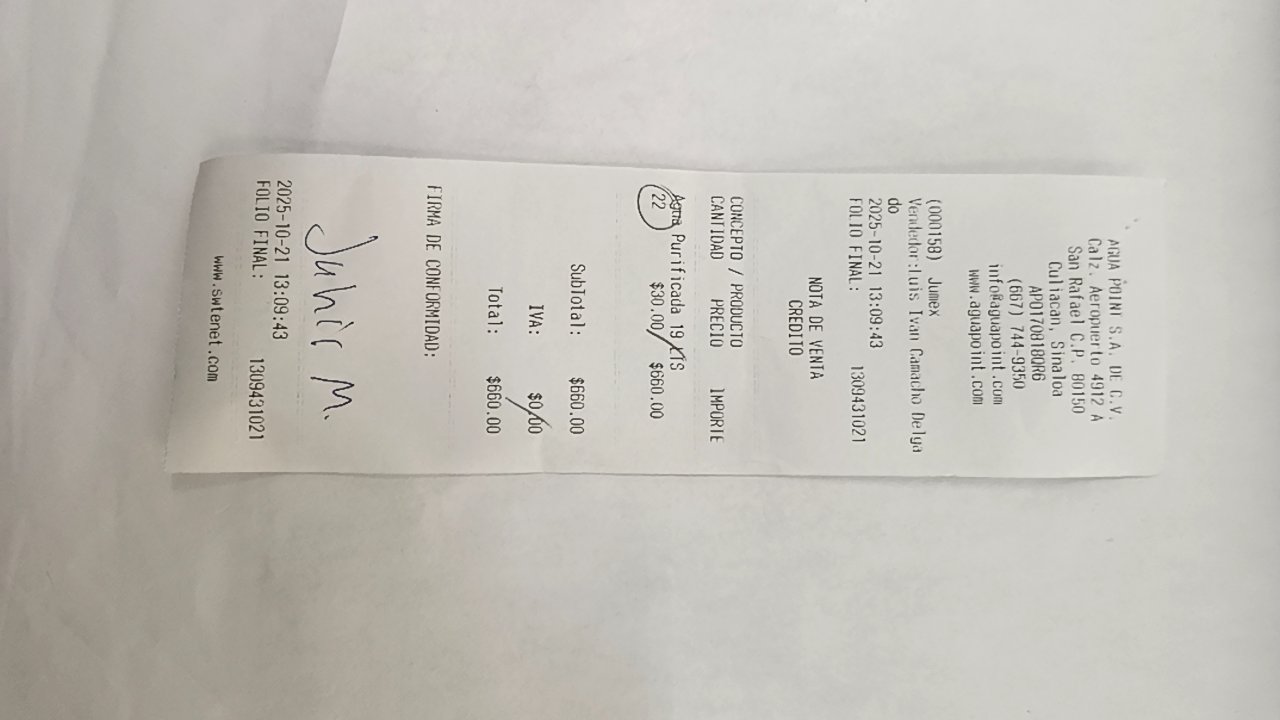 AGUA POINT S.A. DE C.V.
Calz. Aeropuerto 4912 A
San Rafael C.P. 80150
Culiacan, Sinaloa
APO170818QR6
(667) 744-9350
info@aguapoint.com
www.aguapoint.com
(000158) Jumex
Vendedor:Luis Ivan Camacho Delga
do
2025-10-21 13:09:43
FOLIO FINAL: 1309431021
NOTA DE VENTA
CREDITO
CONCEPTO / PRODUCTO
CANTIDAD PRECIO IMPORTE
Agua Purificada 19 LTS
22 $30.00 $660.00
SubTotal: $660.00
IVA: $0.00
Total: $660.00
FIRMA DE CONFORMIDAD:
Jahir M.
2025-10-21 13:09:43
FOLIO FINAL: 1309431021
www.swtenet.com